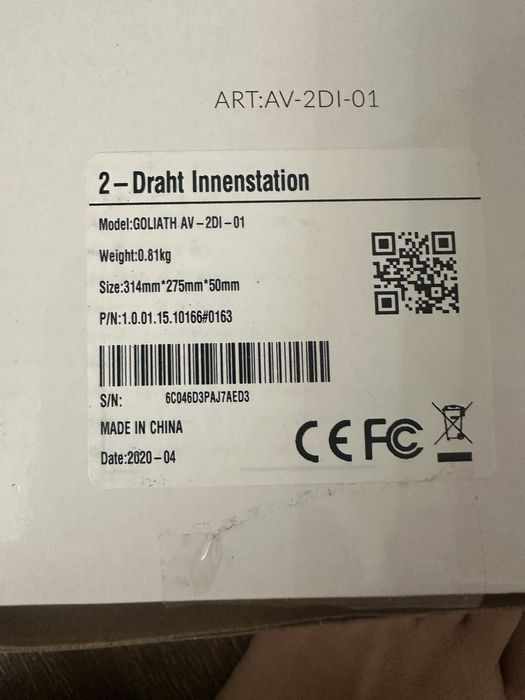 ART:AV-2DI-01
2-Draht Innenstation
Model:GOLIATH AV-2DI-01
Weight:0.81kg
Size:314mm*275mm*50mm
P/N:1.0.01.15.10166#0163
S/N: 6C046D3PAJ7AED3
MADE IN CHINA
Date:2020-04
CE FC